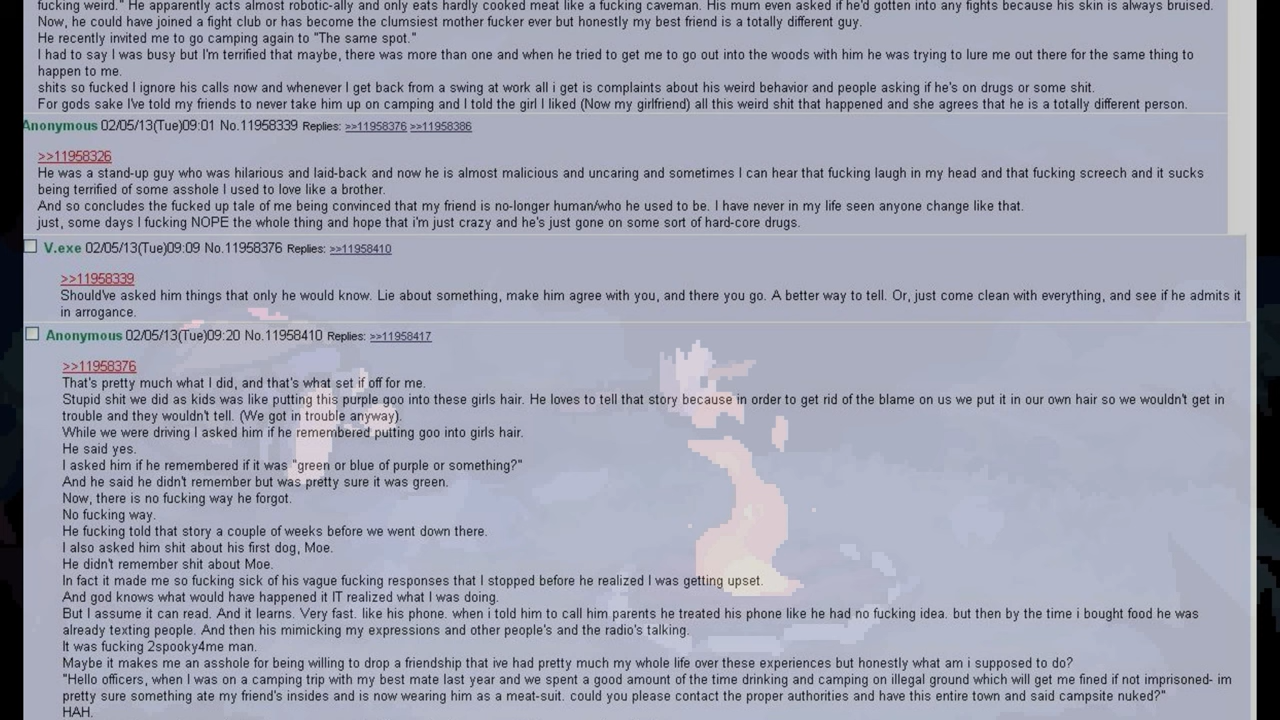 fucking weird." He apparently acts almost robotic-ally and only eats hardly cooked meat like a fucking caveman. His mum even asked if he'd gotten into any fights because his skin is always bruised.
Now, he could have joined a fight club or has become the clumsiest mother fucker ever but honestly my best friend is a totally different guy.
He recently invited me to go camping again to "The same spot."
I had to say I was busy but I'm terrified that maybe, there was more than one and when he tried to get me to go out into the woods with him he was trying to lure me out there for the same thing to
happen to me.
shits so fucked I ignore his calls now and whenever I get back from a swing at work all i get is complaints about his weird behavior and people asking if he's on drugs or some shit.
For gods sake I've told my friends to never take him up on camping and I told the girl I liked (Now my girlfriend) all this weird shit that happened and she agrees that he is a totally different person.
Anonymous 02/05/13(Tue)09:01 No.11958339 Replies: >>11958376 >>11958386
>>11958326
He was a stand-up guy who was hilarious and laid-back and now he is almost malicious and uncaring and sometimes I can hear that fucking laugh in my head and that fucking screech and it sucks
being terrified of some asshole I used to love like a brother.
And so concludes the fucked up tale of me being convinced that my friend is no-longer human/who he used to be. I have never in my life seen anyone change like that.
just, some days I fucking NOPE the whole thing and hope that i'm just crazy and he's just gone on some sort of hard-core drugs.
V.exe 02/05/13(Tue)09:09 No.11958376 Replies: >>11958410
>>11958339
Should've asked him things that only he would know. Lie about something, make him agree with you, and there you go. A better way to tell. Or, just come clean with everything, and see if he admits it
in arrogance.
Anonymous 02/05/13(Tue)09:20 No.11958410 Replies: >>11958417
>>11958376
That's pretty much what I did, and that's what set if off for me.
Stupid shit we did as kids was like putting this purple goo into these girls hair. He loves to tell that story because in order to get rid of the blame on us we put it in our own hair so we wouldn't get in
trouble and they wouldn't tell. (We got in trouble anyway).
While we were driving I asked him if he remembered putting goo into girls hair.
He said yes.
I asked him if he remembered if it was "green or blue of purple or something?"
And he said he didn't remember but was pretty sure it was green.
Now, there is no fucking way he forgot.
No fucking way.
He fucking told that story a couple of weeks before we went down there.
I also asked him shit about his first dog, Moe.
He didn't remember shit about Moe.
In fact it made me so fucking sick of his vague fucking responses that I stopped before he realized I was getting upset.
And god knows what would have happened it IT realized what I was doing.
But I assume it can read. And it learns. Very fast. like his phone. when i told him to call him parents he treated his phone like he had no fucking idea. but then by the time i bought food he was
already texting people. And then his mimicking my expressions and other people's and the radio's talking.
It was fucking 2spooky4me man.
Maybe it makes me an asshole for being willing to drop a friendship that ive had pretty much my whole life over these experiences but honestly what am i supposed to do?
"Hello officers, when I was on a camping trip with my best mate last year and we spent a good amount of the time drinking and camping on illegal ground which will get me fined if not imprisoned- im
pretty sure something ate my friend's insides and is now wearing him as a meat-suit. could you please contact the proper authorities and have this entire town and said campsite nuked?"
HAH.